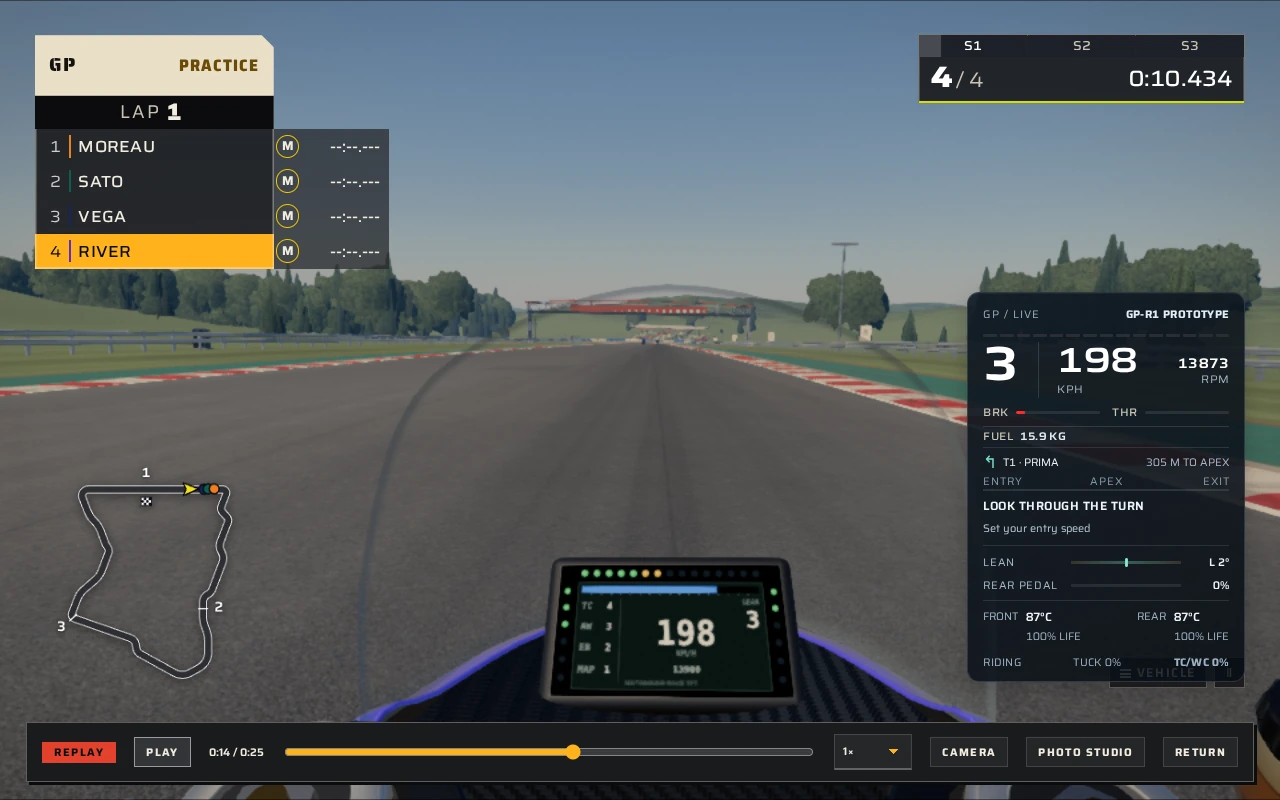 GP PRACTICE
LAP 1
1 MOREAU M --:--.---
2 SATO M --:--.---
3 VEGA M --:--.---
4 RIVER M --:--.---
S1 S2 S3
4 / 4 0:10.434
GP / LIVE GP-R1 PROTOTYPE
3 198 KPH 13873 RPM
BRK THR
FUEL 15.9 KG
T1 · PRIMA 305 M TO APEX
ENTRY APEX EXIT
LOOK THROUGH THE TURN
Set your entry speed
LEAN L 2°
REAR PEDAL 0%
FRONT 87°C REAR 87°C
100% LIFE 100% LIFE
RIDING TUCK 0% TC/WC 0%
VEHICLE
1
2
3
TC 4
AW 3
EB 2
MAP 1
198
KM/H
13900
GEAR
3
REPLAY PLAY 0:14 / 0:25 1× CAMERA PHOTO STUDIO RETURN